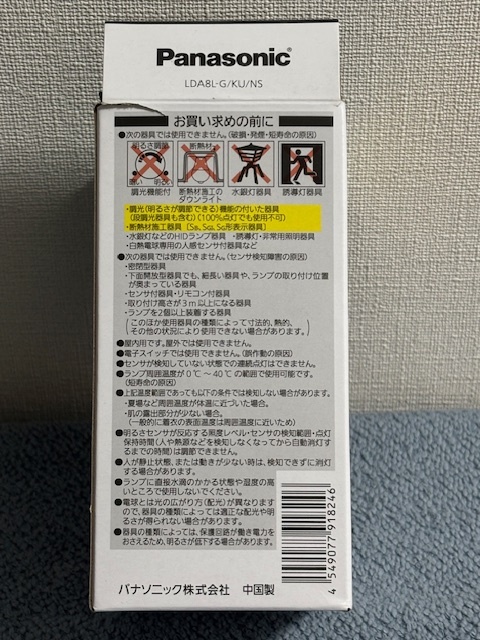 Panasonic
LDA8L-G/KU/NS
お買い求めの前に
●次の器具では使用できません。(破損・発煙・短寿命の原因)
明るさ調節
断熱材
暗い 明るい
調光機能付
断熱材施工の
ダウンライト
水銀灯器具
誘導灯器具
・調光(明るさが調節できる)機能の付いた器具
(段調光器具も含む)(100%点灯でも使用不可)
・断熱材施工器具(SB、SGI、SG形表示器具)
・水銀灯などのHIDランプ器具 ・誘導灯・非常用照明器具
・白熱電球専用の人感センサ付器具など
●次の器具では使用できません。(センサ検知障害の原因)
・密閉型器具
・下面開放型器具でも、細長い器具や、ランプの取り付け位置
が奥まっている器具
・センサ付器具・リモコン付器具
・取り付け高さが3m以上になる器具
・ランプを2個以上装着する器具
(このほか使用器具の種類によって寸法的、熱的、
その他の状況により使用できない場合があります。)
●屋内用です。屋外では使用できません。
●電子スイッチでは使用できません。(誤作動の原因)
●センサが検知していない状態での連続点灯はできません。
●ランプ周囲温度が0℃～40℃の範囲で使用可能です。
(短寿命の原因)
●上記温度範囲であっても以下の条件では検知しない場合があります。
・夏場など周囲温度が体温に近づいた場合。
・肌の露出部分が少ない場合。
(一般的に着衣の表面温度は周囲温度に近いため)
●明るさセンサが反応する照度レベル・センサの検知範囲・点灯
保持時間(人や熱源などを検知しなくなってから自動消灯す
るまでの時間)は調節できません。
●人が静止状態、または動きが少ない時は、検知できずに消灯
する場合があります。
●ランプに直接水滴のかかる状態や湿度の高
いところで使用しないでください。
●電球とは光の広がり方(配光)が異なります
ので、器具の種類によっては適正な配光や明
るさが得られない場合があります。
●器具の種類によっては、保護回路が働き電力を
おさえるため、明るさが低下する場合があります。
4 549077 918246
パナソニック株式会社 中国製